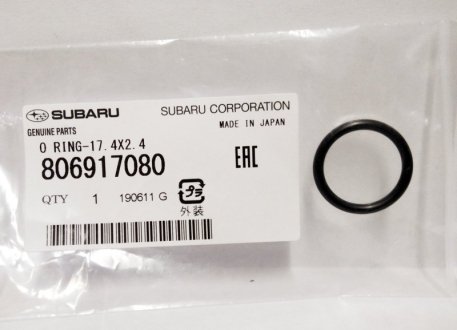 SUBARU
SUBARU CORPORATION
GENUINE PARTS
MADE IN JAPAN
O RING-17.4X2.4
806917080
EAC
QTY 1 190611 G
プラ
外装